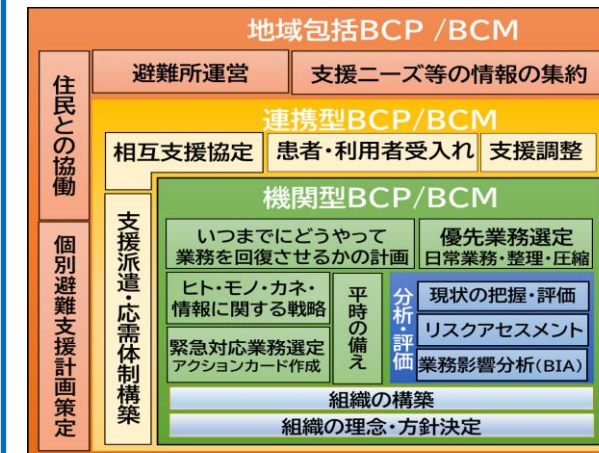 地域包括BCP /BCM
住民との協働
避難所運営
支援ニーズ等の情報の集約
個別避難支援計画策定
連携型BCP/BCM
相互支援協定
患者・利用者受入れ
支援調整
支援派遣・応需体制構築
機関型BCP/BCM
いつまでにどうやって
業務を回復させるかの計画
優先業務選定
日常業務・整理・圧縮
ヒト・モノ・カネ・
情報に関する戦略
緊急対応業務選定
アクションカード作成
平時の備え
分析・評価
現状の把握・評価
リスクアセスメント
業務影響分析(BIA)
組織の構築
組織の理念・方針決定